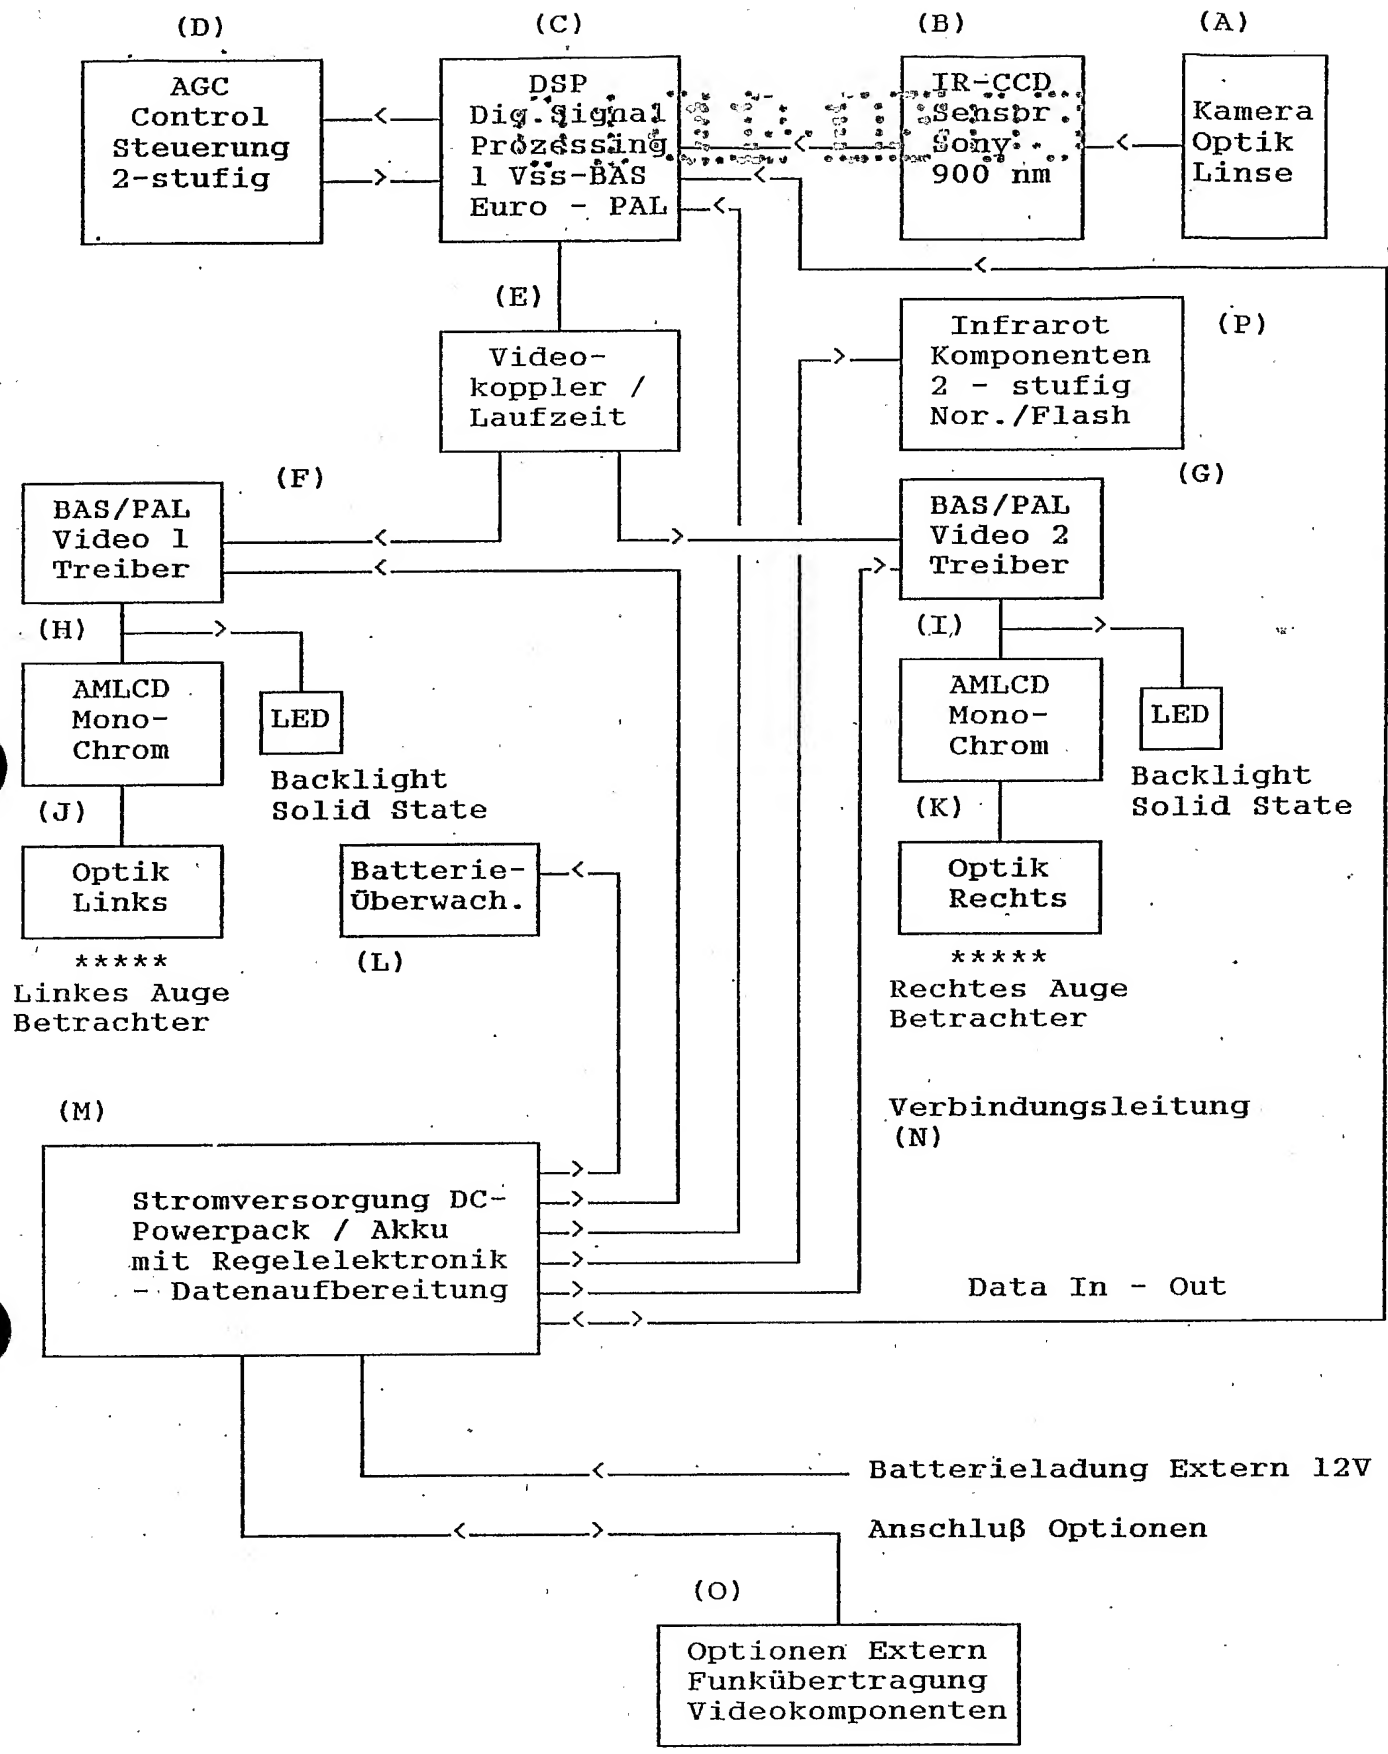 (D)
(C)
(B)
(A)
AGC
Control
Steuerung
2-stufig
DSP
Dig.Signal
Prozessing
1 Vss-BAS
Euro - PAL
IR-CCD
Sensor
Sony
900 nm
Kamera
Optik
Linse
(E)
Video-
koppler /
Laufzeit
Infrarot
Komponenten
2 - stufig
Nor./Flash
(P)
(F)
(G)
BAS/PAL
Video 1
Treiber
BAS/PAL
Video 2
Treiber
(H)
(I)
AMLCD
Mono-
Chrom
LED
Backlight
Solid State
AMLCD
Mono-
Chrom
LED
Backlight
Solid State
(J)
(K)
Optik
Links
*****
Linkes Auge
Betrachter
Batterie-
Überwach.
(L)
Optik
Rechts
*****
Rechtes Auge
Betrachter
(M)
Verbindungsleitung
(N)
Stromversorgung DC-
Powerpack / Akku
mit Regelelektronik
- Datenaufbereitung
Data In - Out
Batterieladung Extern 12V
Anschluß Optionen
(O)
Optionen Extern
Funkübertragung
Videokomponenten